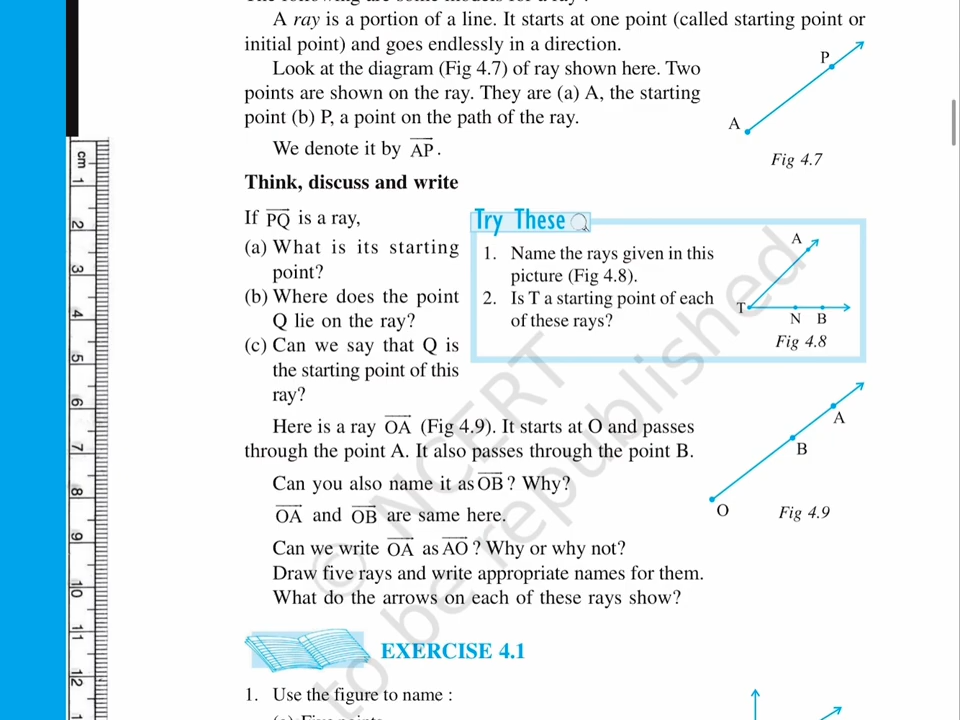 A ray is a portion of a line. It starts at one point (called starting point or
initial point) and goes endlessly in a direction.
Look at the diagram (Fig 4.7) of ray shown here. Two
points are shown on the ray. They are (a) A, the starting
point (b) P, a point on the path of the ray.
We denote it by AP.
P
A
Fig 4.7
Think, discuss and write
If PQ is a ray,
(a) What is its starting
point?
(b) Where does the point
Q lie on the ray?
(c) Can we say that Q is
the starting point of this
ray?
Try These
1. Name the rays given in this
picture (Fig 4.8).
2. Is T a starting point of each
of these rays?
A
T
N B
Fig 4.8
Here is a ray OA (Fig 4.9). It starts at O and passes
through the point A. It also passes through the point B.
Can you also name it as OB? Why?
OA and OB are same here.
Can we write OA as AO? Why or why not?
Draw five rays and write appropriate names for them.
What do the arrows on each of these rays show?
A
B
O
Fig 4.9
EXERCISE 4.1
1. Use the figure to name :
cm 1
2
3
4
5
6
7
8
9
10
11
12
© NCERT
to be republished